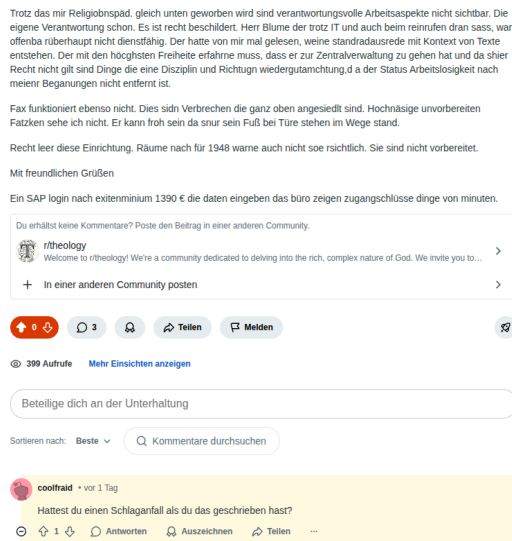 Trotz das mir Religiobnspäd. gleich unten geworben wird sind verantwortungsvolle Arbeitsaspekte nicht sichtbar. Die
eigene Verantwortung schon. Es ist recht beschildert. Herr Blume der trotz IT und auch beim reinrufen dran sass, war
offenba rüberhaupt nicht dienstfähig. Der hatte von mir mal gelesen, weine standradausrede mit Kontext von Texte
entstehen. Der mit den höcyhsten Freiheite erfahrne muss, dass er zur Zentralverwaltung zu gehen hat und da shier
Recht nicht gilt sind Dinge die eine Disziplin und Richtugn wiedergutamchtung,d a der Status Arbeitslosigkeit nach
meienr Beganungen nicht entfernt ist.
Fax funktioniert ebenso nicht. Dies sidn Verbrechen die ganz oben angesiedlt sind. Hochnäsige unvorbereiten
Fatzken sehe ich nicht. Er kann froh sein da snur sein Fuß bei Türe stehen im Wege stand.
Recht leer diese Einrichtung. Räume nach für 1948 warne auch nicht soe rsichtlich. Sie sind nicht vorbereitet.
Mit freundlichen Grüßen
Ein SAP login nach exitenminium 1390 € die daten eingeben das büro zeigen zugangschlüsse dinge von minuten.
Du erhältst keine Kommentare? Poste den Beitrag in einer anderen Community.
r/theology
Welcome to r/theology! We're a community dedicated to delving into the rich, complex nature of God. We invite you to…
In einer anderen Community posten
0 3 Teilen Melden
399 Aufrufe Mehr Einsichten anzeigen
Beteilige dich an der Unterhaltung
Sortieren nach: Beste Kommentare durchsuchen
coolfraid • vor 1 Tag
Hattest du einen Schlaganfall als du das geschrieben hast?
1 Antworten Auszeichnen Teilen ...